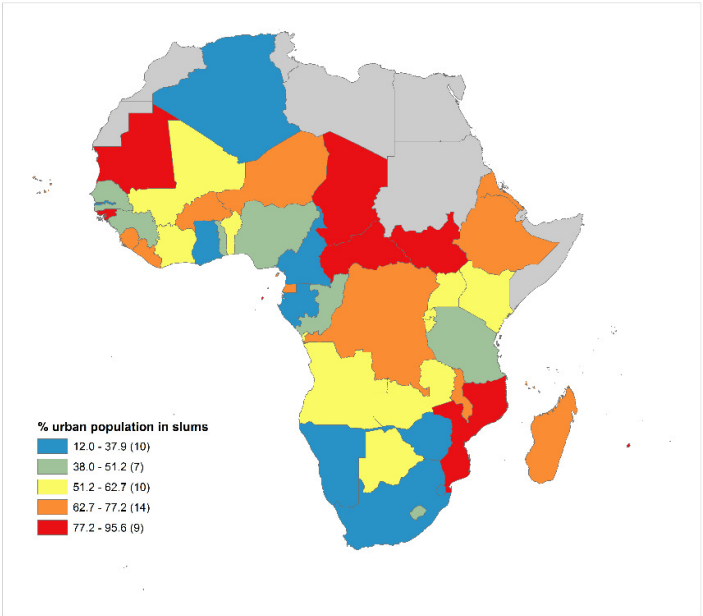 % urban population in slums
12.0 - 37.9 (10)
38.0 - 51.2 (7)
51.2 - 62.7 (10)
62.7 - 77.2 (14)
77.2 - 95.6 (9)